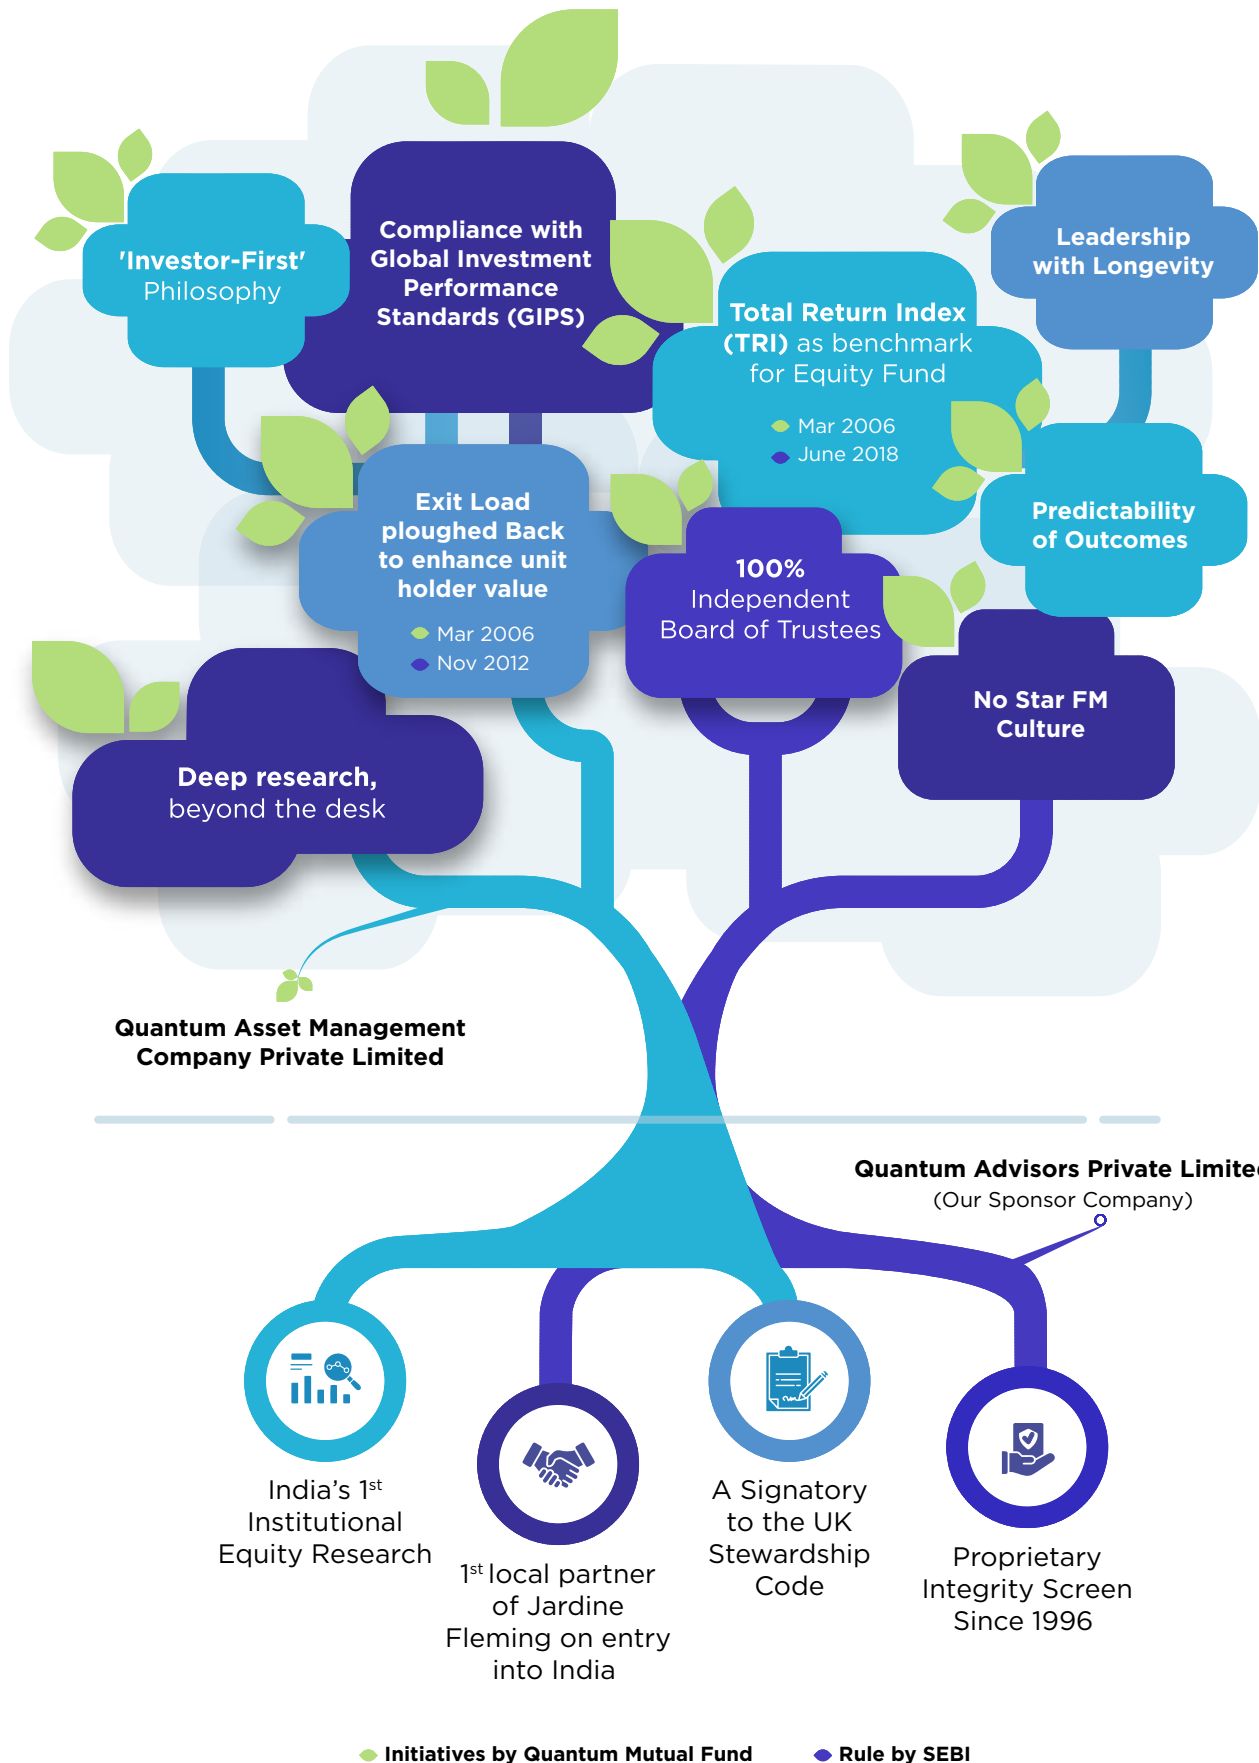 'Investor-First'
Philosophy
Compliance with
Global Investment
Performance
Standards (GIPS)
Total Return Index
(TRI) as benchmark
for Equity Fund
Mar 2006
June 2018
Leadership
with Longevity
Exit Load
ploughed Back
to enhance unit
holder value
Mar 2006
Nov 2012
100%
Independent
Board of Trustees
Predictability
of Outcomes
No Star FM
Culture
Deep research,
beyond the desk
Quantum Asset Management
Company Private Limited
Quantum Advisors Private Limited
(Our Sponsor Company)
India's 1st
Institutional
Equity Research
1st local partner
of Jardine
Fleming on entry
into India
A Signatory
to the UK
Stewardship
Code
Proprietary
Integrity Screen
Since 1996
Initiatives by Quantum Mutual Fund
Rule by SEBI